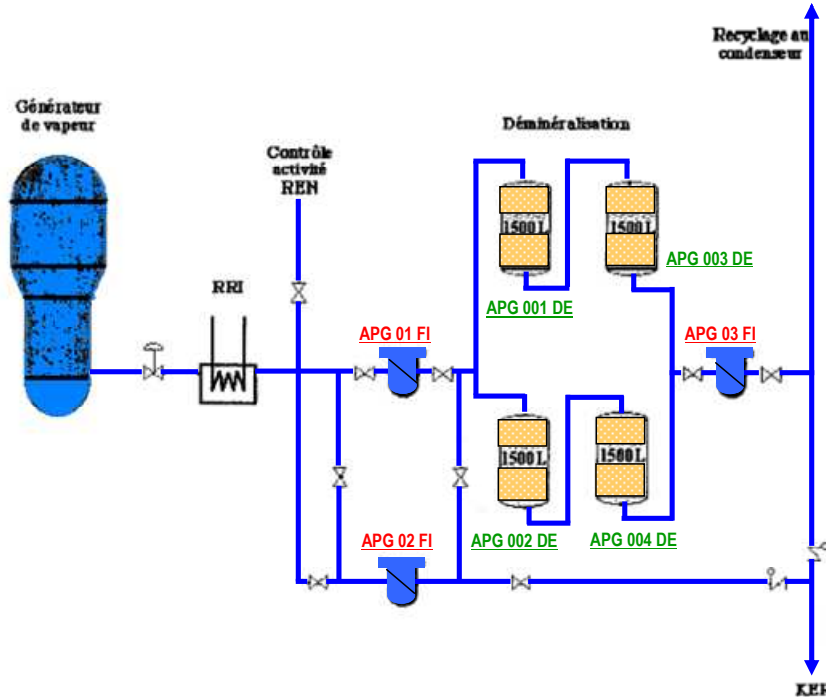 Recyclage au
condenseur
Générateur
de vapeur
Déminéralisation
Contrôle
activité
REN
1500 L
1500 L
APG 003 DE
RRI
APG 001 DE
APG 01 FI
APG 03 FI
1500 L
1500 L
APG 02 FI
APG 002 DE
APG 004 DE
KER